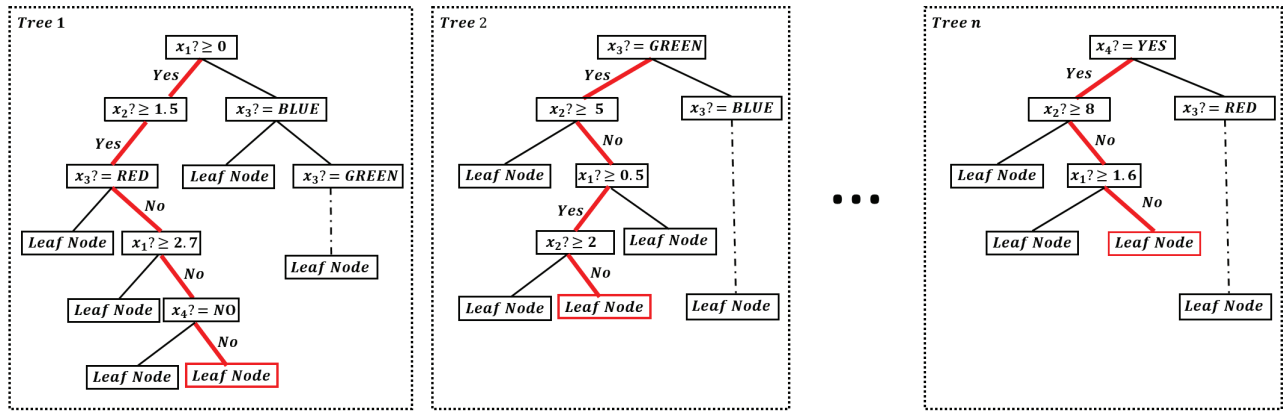 Tree 1
x₁? ≥ 0
Yes
x₂? ≥ 1.5
x₃? = BLUE
Yes
x₃? = RED
Leaf Node
x₃? = GREEN
No
Leaf Node
x₁? ≥ 2.7
Leaf Node
No
Leaf Node
x₄? = NO
No
Leaf Node
Leaf Node
Tree 2
x₃? = GREEN
Yes
x₂? ≥ 5
x₃? = BLUE
No
Leaf Node
x₁? ≥ 0.5
Yes
x₂? ≥ 2
Leaf Node
No
Leaf Node
Leaf Node
Leaf Node
...
Tree n
x₄? = YES
Yes
x₂? ≥ 8
x₃? = RED
No
Leaf Node
x₁? ≥ 1.6
No
Leaf Node
Leaf Node
Leaf Node